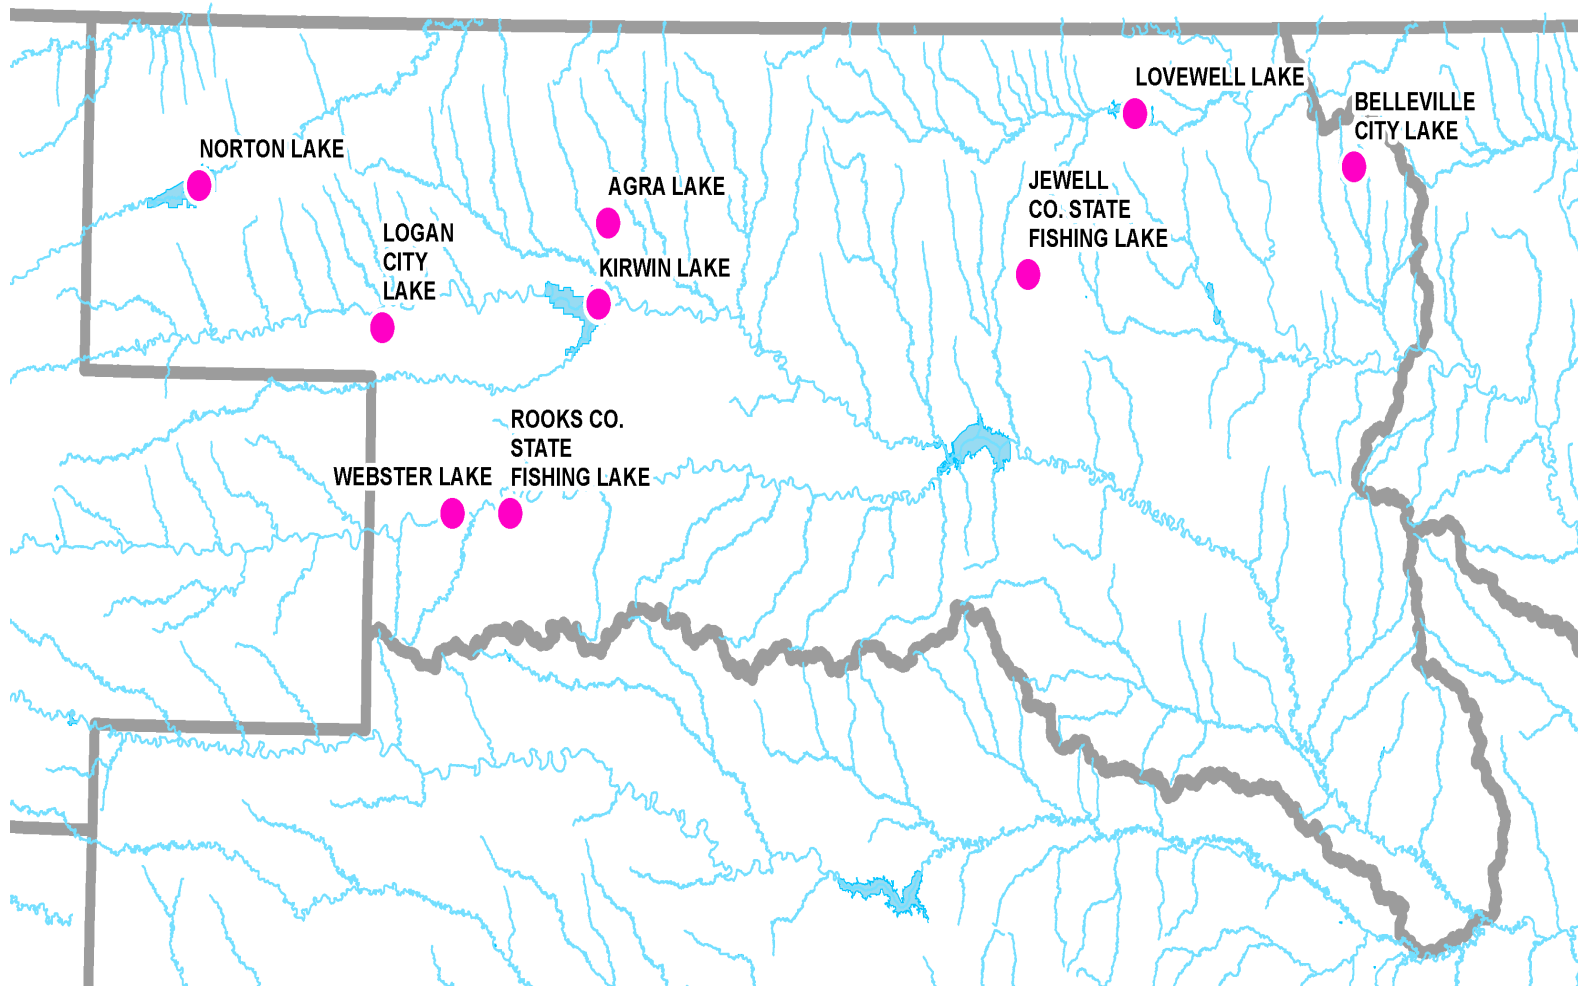 LOVEWELL LAKE
BELLEVILLE
CITY LAKE
NORTON LAKE
AGRA LAKE
JEWELL
CO. STATE
FISHING LAKE
LOGAN
CITY
LAKE
KIRWIN LAKE
ROOKS CO.
STATE
FISHING LAKE
WEBSTER LAKE